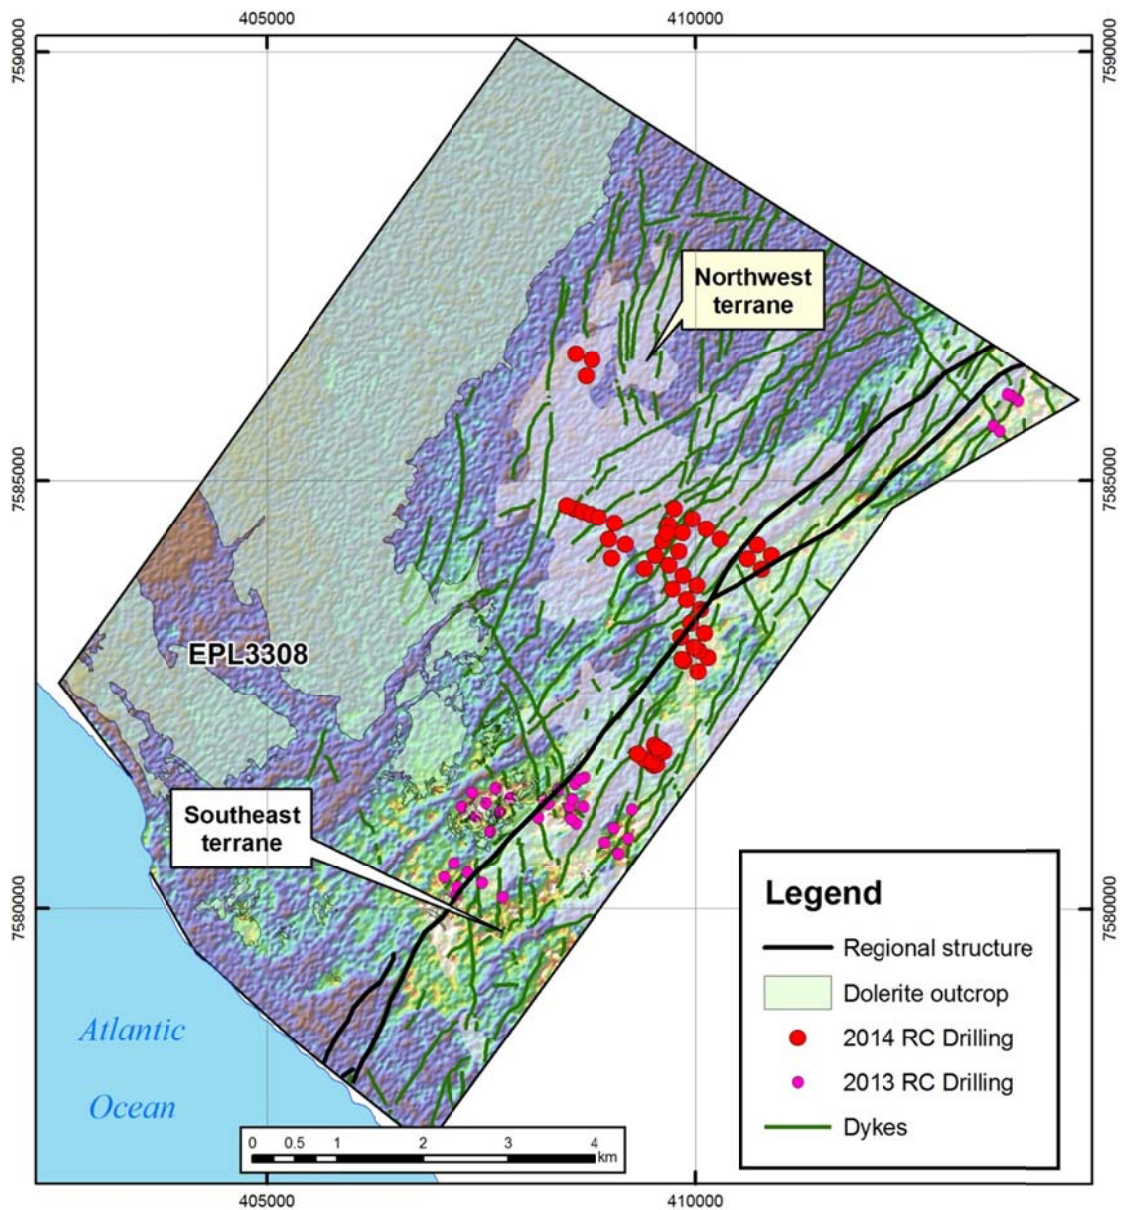 405000
410000
7590000
7590000
Northwest
terrane
7585000
7585000
EPL3308
Southeast
terrane
7580000
7580000
Legend
Regional structure
Dolerite outcrop
2014 RC Drilling
2013 RC Drilling
Dykes
Atlantic
Ocean
0 0.5 1 2 3 4
km
405000
410000